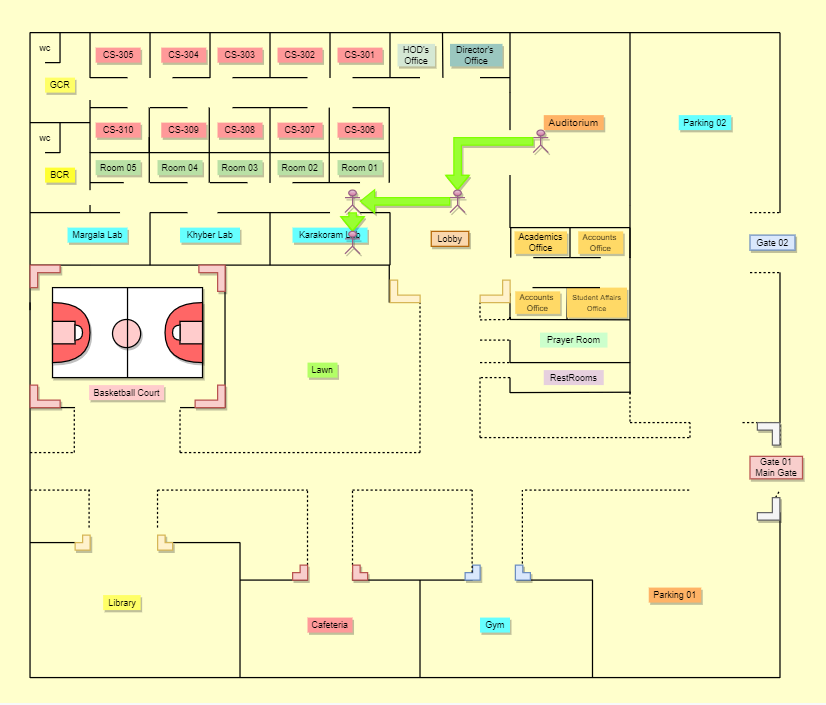 wc
CS-305
CS-304
CS-303
CS-302
CS-301
HOD's
Office
Director's
Office
GCR
Auditorium
Parking 02
wc
CS-310
CS-309
CS-308
CS-307
CS-306
BCR
Room 05
Room 04
Room 03
Room 02
Room 01
Margala Lab
Khyber Lab
Karakoram Lab
Lobby
Academics
Office
Accounts
Office
Gate 02
Accounts
Office
Student Affairs
Office
Prayer Room
Lawn
RestRooms
Basketball Court
Gate 01
Main Gate
Library
Cafeteria
Gym
Parking 01